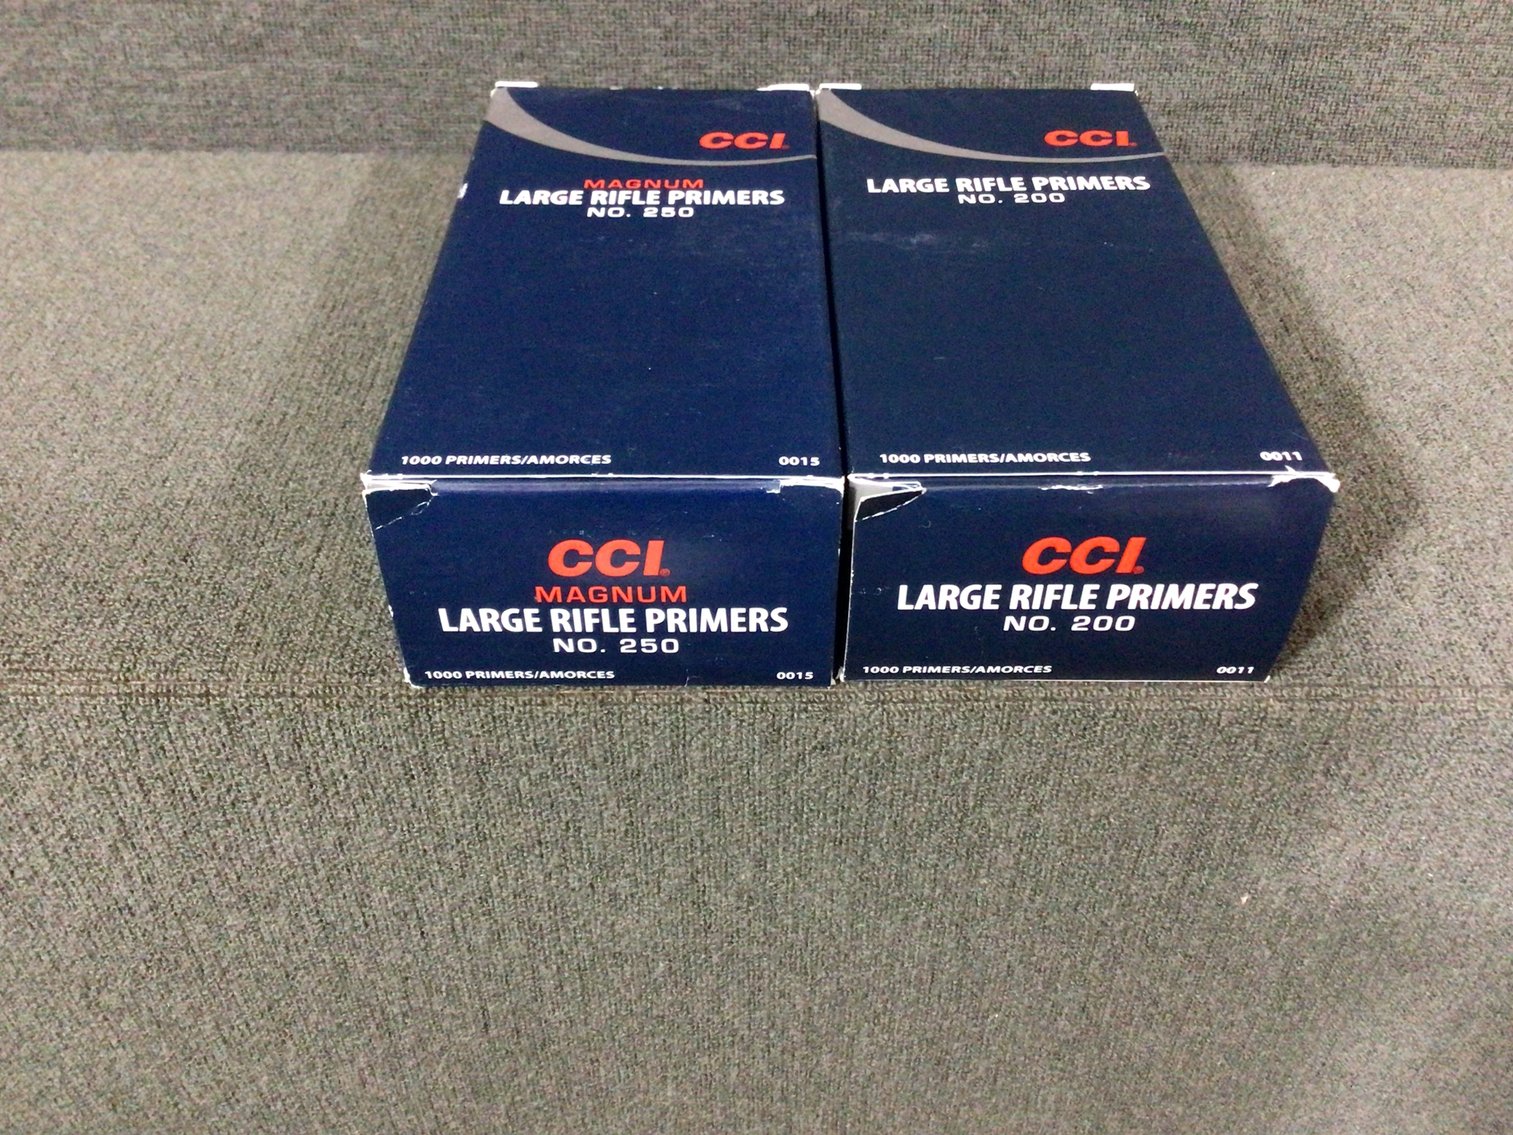 CCI
MAGNUM
LARGE RIFLE PRIMERS
NO. 250
1000 PRIMERS/AMORCES 0015
CCI
MAGNUM
LARGE RIFLE PRIMERS
NO. 250
1000 PRIMERS/AMORCES 0015
CCI
LARGE RIFLE PRIMERS
NO. 200
1000 PRIMERS/AMORCES 0011
CCI
LARGE RIFLE PRIMERS
NO. 200
1000 PRIMERS/AMORCES 0011